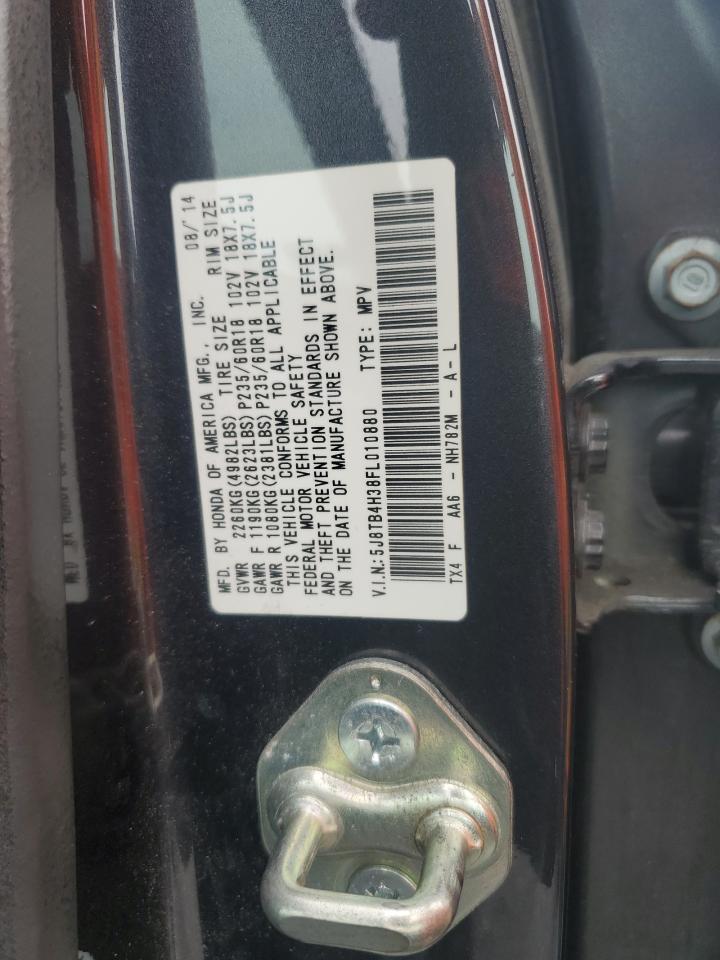 MFD. BY HONDA OF AMERICA MFG., INC. 08/'14
GVWR 2260KG(4982LBS) TIRE SIZE RIM SIZE
GAWR F 1190KG(2623LBS)P235/60R18 102V 18X7.5J
GAWR R 1080KG(2381LBS)P235/60R18 102V 18X7.5J
THIS VEHICLE CONFORMS TO ALL APPLICABLE
FEDERAL MOTOR VEHICLE SAFETY
AND THEFT PREVENTION STANDARDS IN EFFECT
ON THE DATE OF MANUFACTURE SHOWN ABOVE.
V.I.N.: 5J8TB4H38FL010880 TYPE: MPV
TX4 F AA6 - NH782M - A - L